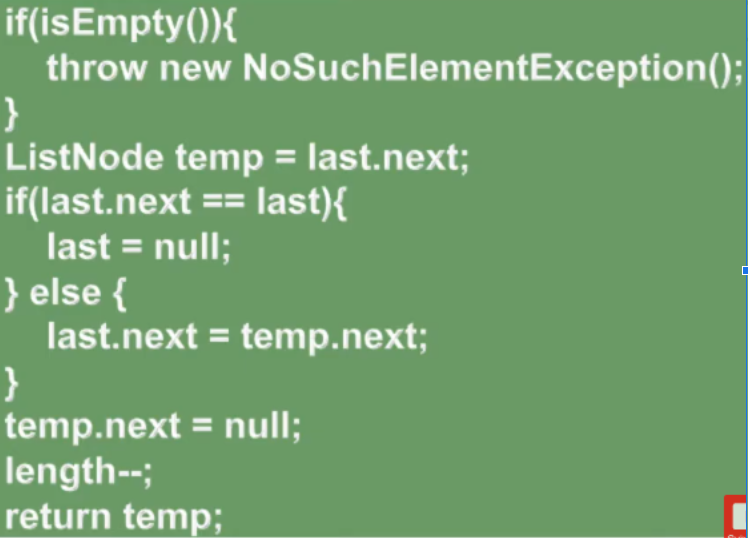 if(isEmpty()){
throw new NoSuchElementException();
}
ListNode temp = last.next;
if(last.next == last){
last = null;
} else {
last.next = temp.next;
}
temp.next = null;
length--;
return temp;